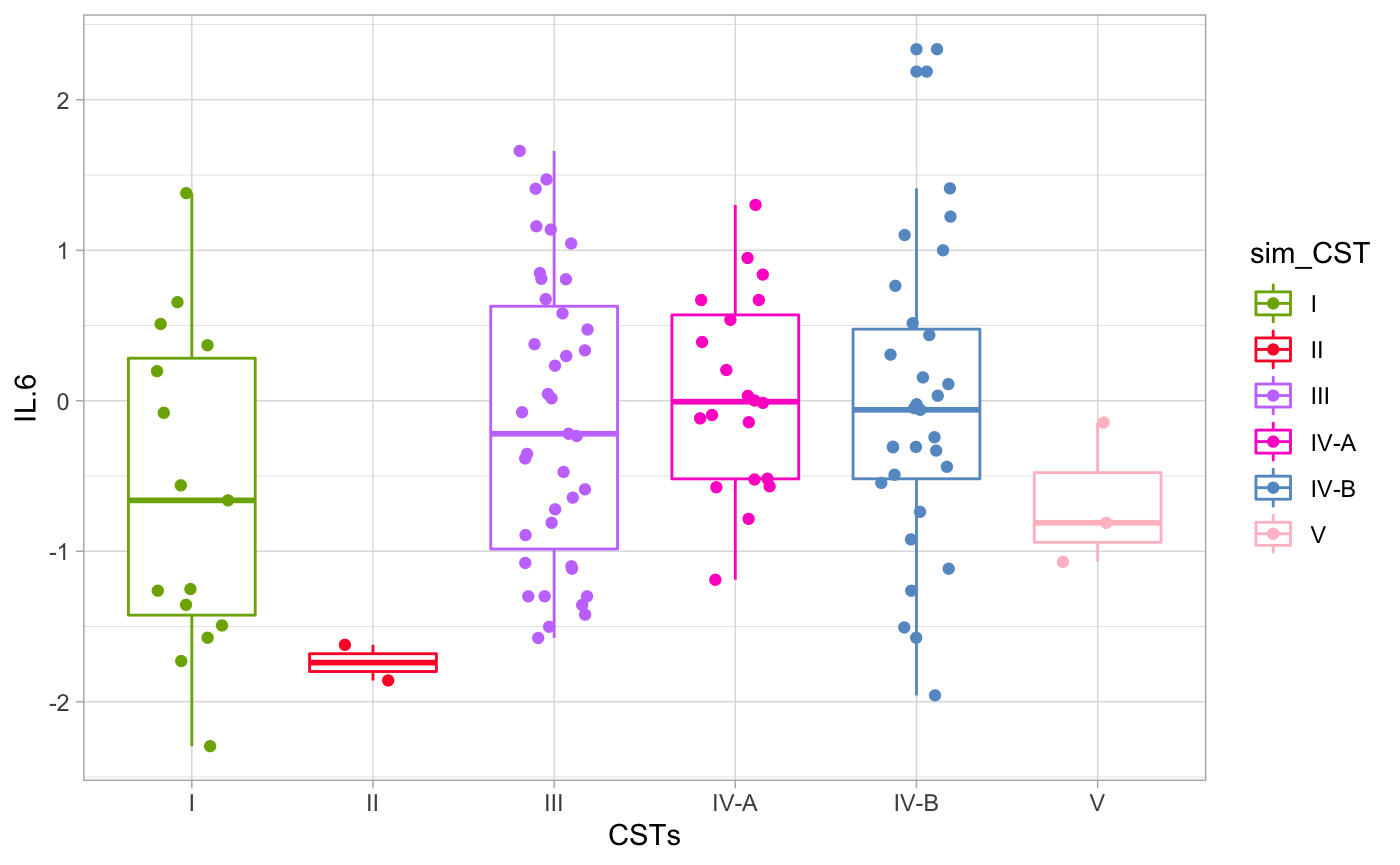 IL.6
2
1
0
-1
-2
I II III IV-A IV-B V
CSTs
sim_CST
I
II
III
IV-A
IV-B
V